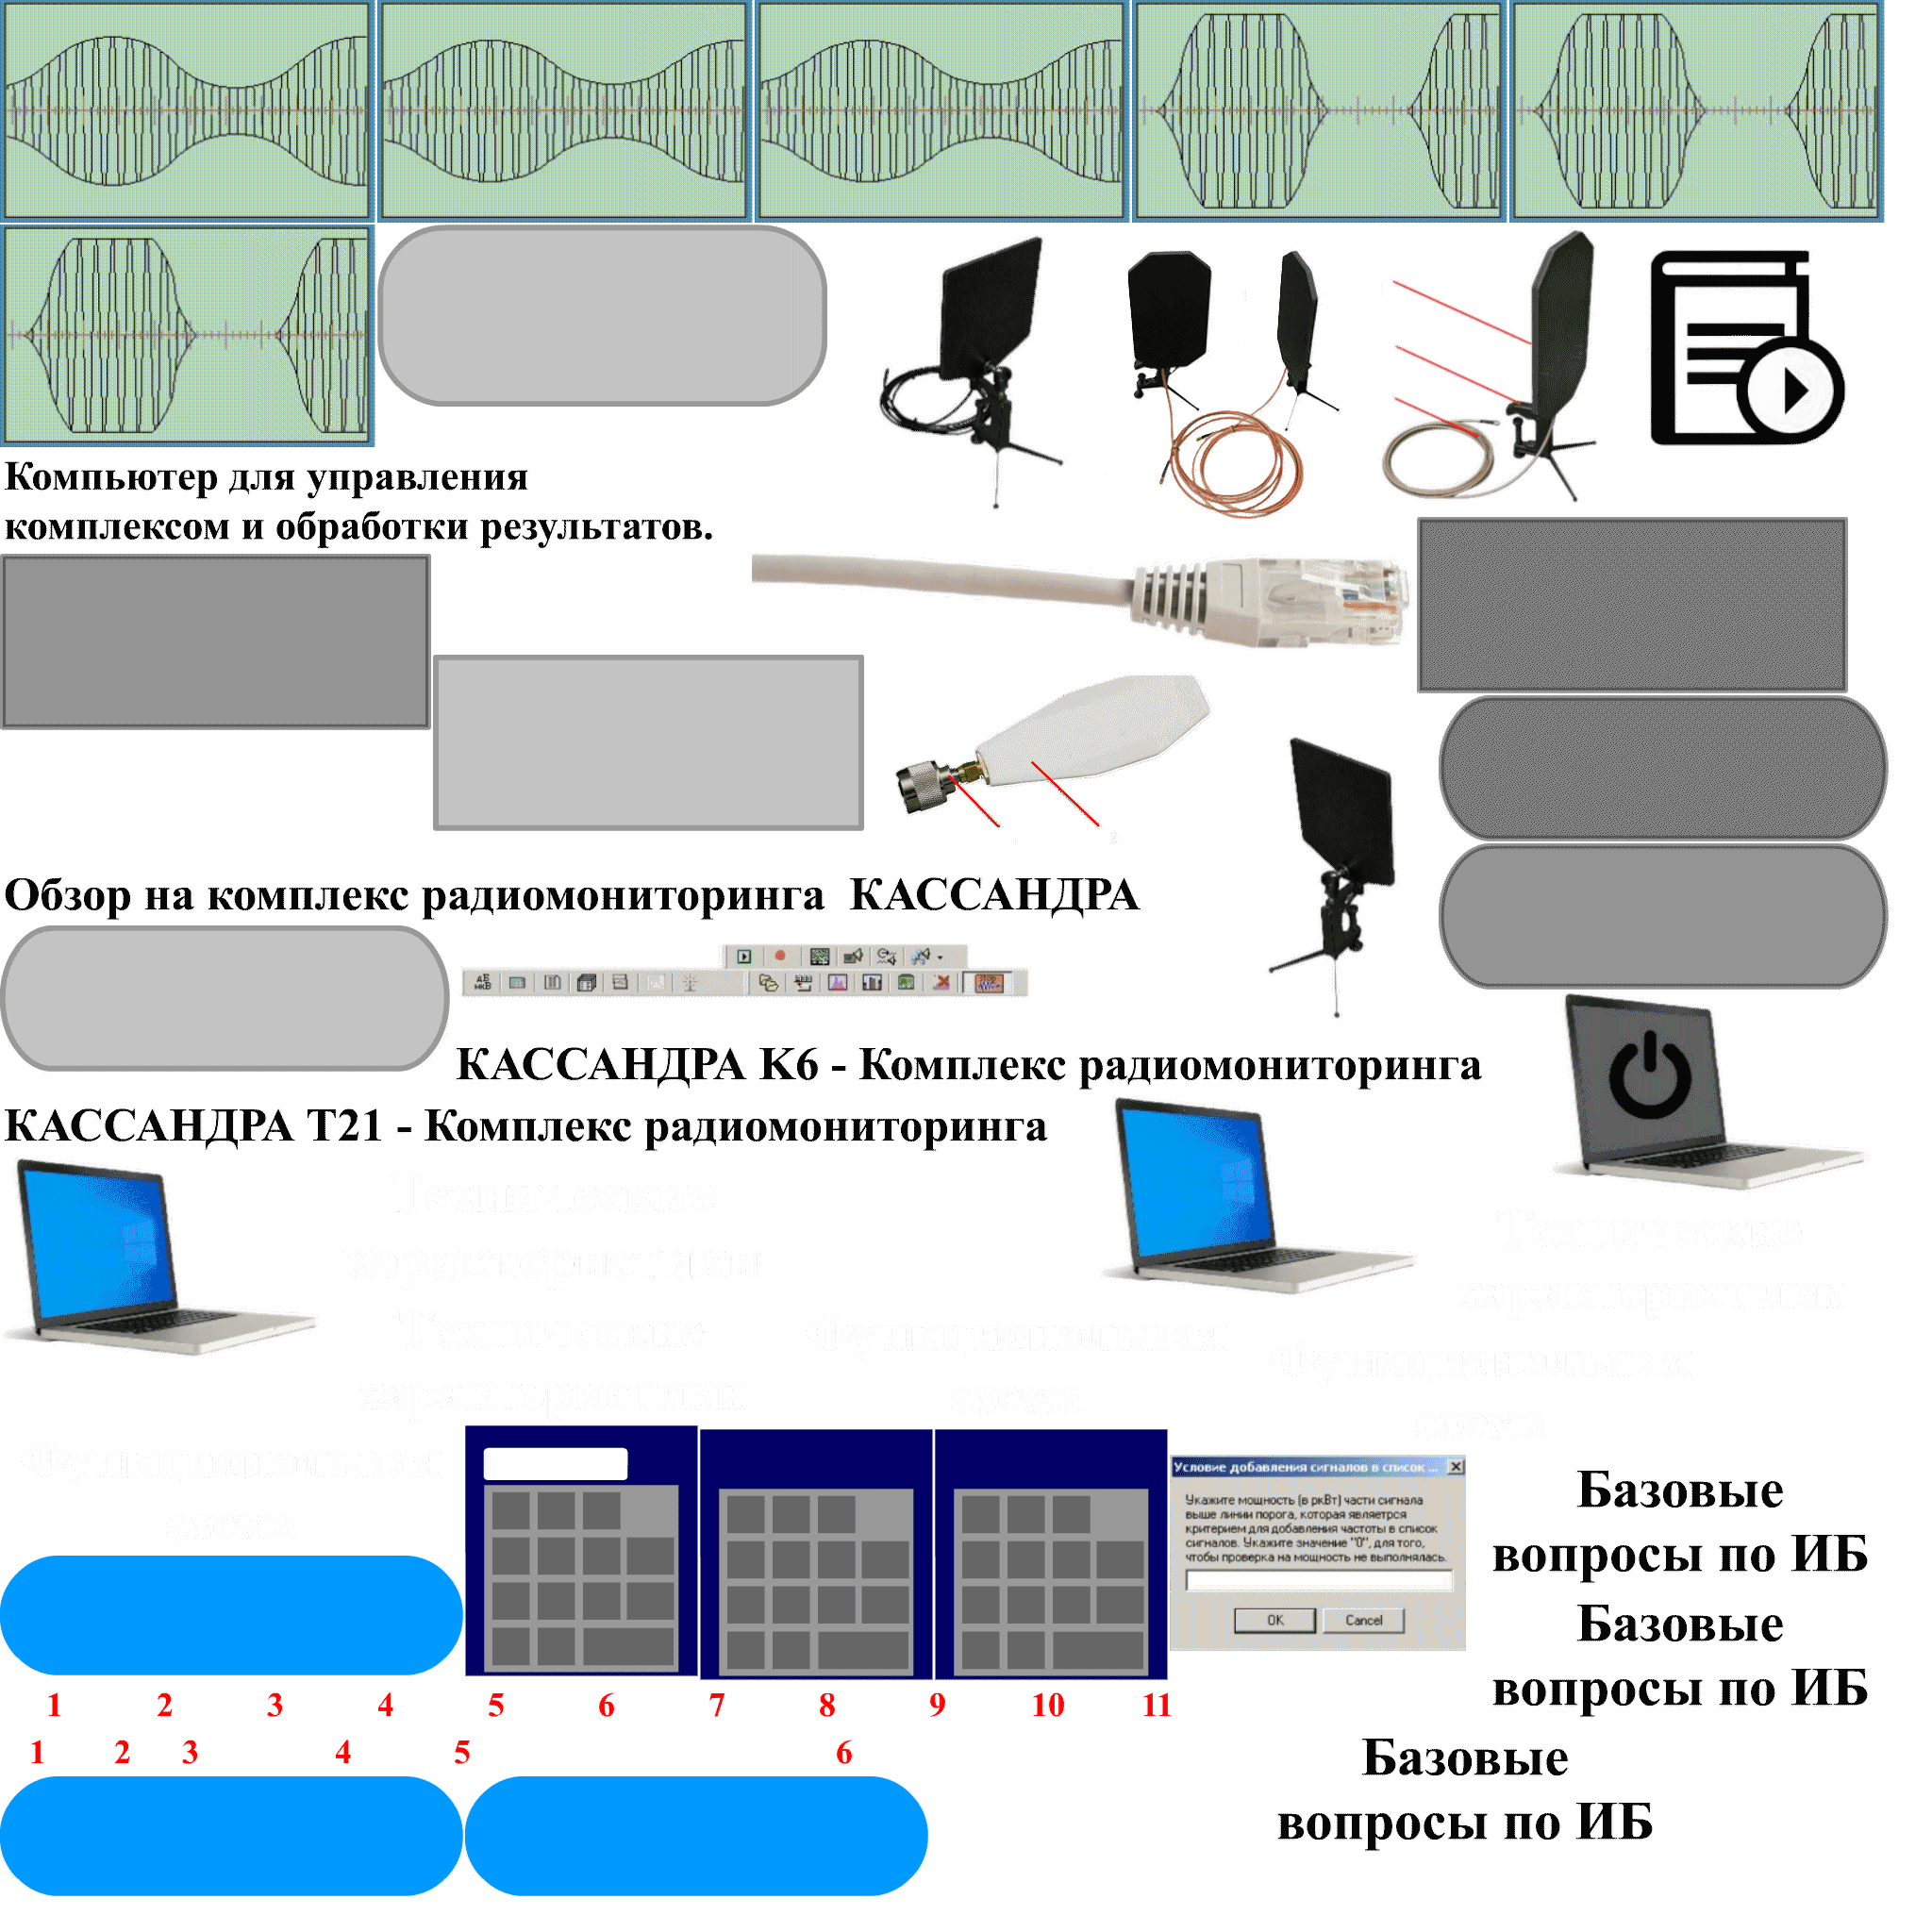 Компьютер для управления
комплексом и обработки результатов.
Обзор на комплекс радиомониторинга КАССАНДРА
КАССАНДРА К6 - Комплекс радиомониторинга
КАССАНДРА Т21 - Комплекс радиомониторинга
Технические
характеристики
Технические
характеристики
Технические
характеристики
Функциональная
схема
Функциональная
схема
Функциональная
схема
Условие добавления сигналов в список ...
Укажите мощность (в pкВт) части сигнала
выше линии порога, которая являетрся
критерием для добавления частоты в список
сигналов. Укажите значение "0", для того,
чтобы проверка на мощность не выполнялась.
OK Cancel
Базовые
вопросы по ИБ
Базовые
вопросы по ИБ
1 2 3 4 5 6 7 8 9 10 11
1 2 3 4 5 6
Базовые
вопросы по ИБ